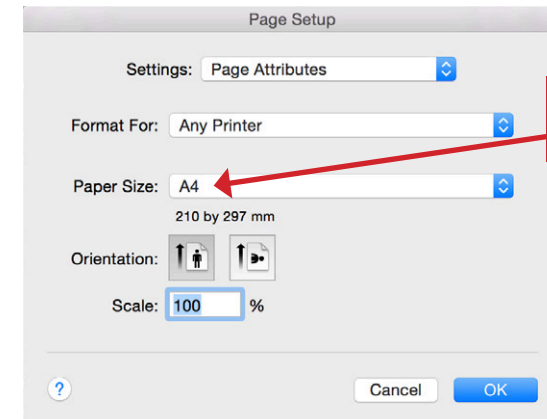 Page Setup
Settings: Page Attributes
Format For: Any Printer
Paper Size: A4
210 by 297 mm
Orientation:
Scale: 100 %
? Cancel OK